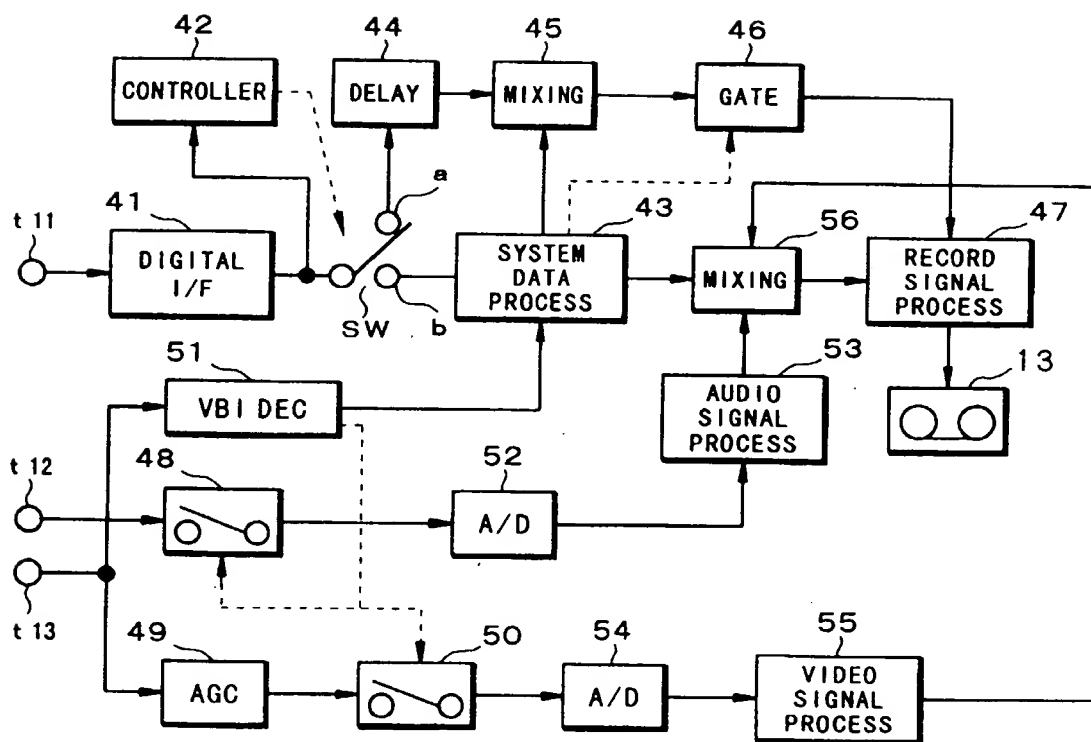 42
44
45
46
CONTROLLER
DELAY
MIXING
GATE
a
t 11
41
43
56
47
DIGITAL
I/F
SW
b
SYSTEM
DATA
PROCESS
MIXING
RECORD
SIGNAL
PROCESS
51
VBI DEC
53
AUDIO
SIGNAL
PROCESS
13
t 12
48
52
A/D
t 13
49
AGC
50
54
A/D
55
VIDEO
SIGNAL
PROCESS